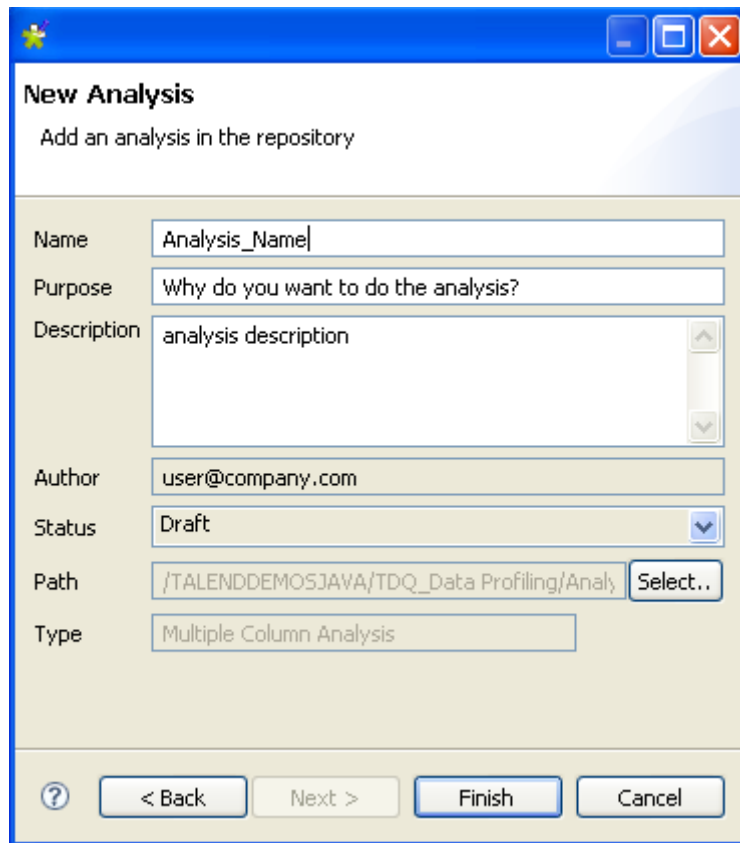 New Analysis
Add an analysis in the repository
Name Analysis_Name
Purpose Why do you want to do the analysis?
Description analysis description
Author user@company.com
Status Draft
Path /TALENDDEMOSJAVA/TDQ_Data Profiling/Analy Select..
Type Multiple Column Analysis
? < Back Next > Finish Cancel